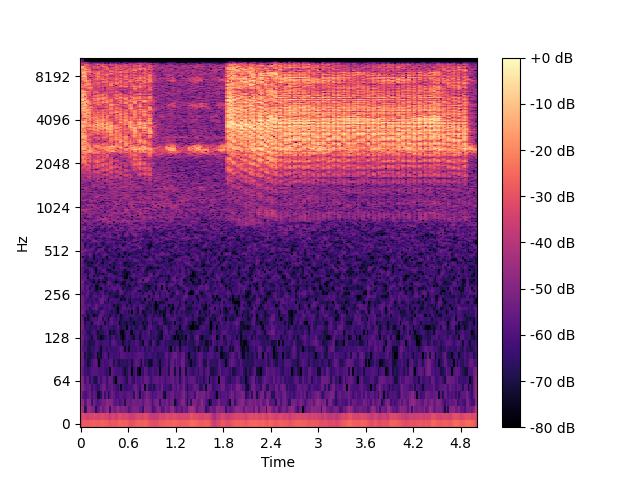 8192
4096
2048
1024
512
256
128
64
0
Hz
0 0.6 1.2 1.8 2.4 3 3.6 4.2 4.8
Time
+0 dB
-10 dB
-20 dB
-30 dB
-40 dB
-50 dB
-60 dB
-70 dB
-80 dB